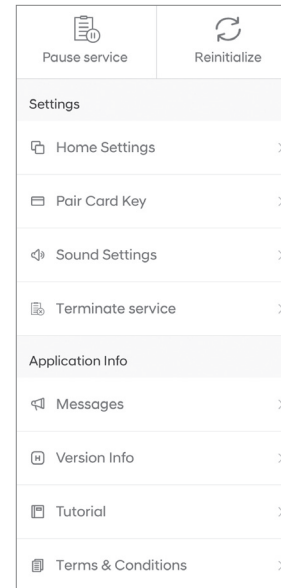 Pause service
Reinitialize
Settings
Home Settings
Pair Card Key
Sound Settings
Terminate service
Application Info
Messages
H Version Info
Tutorial
Terms & Conditions